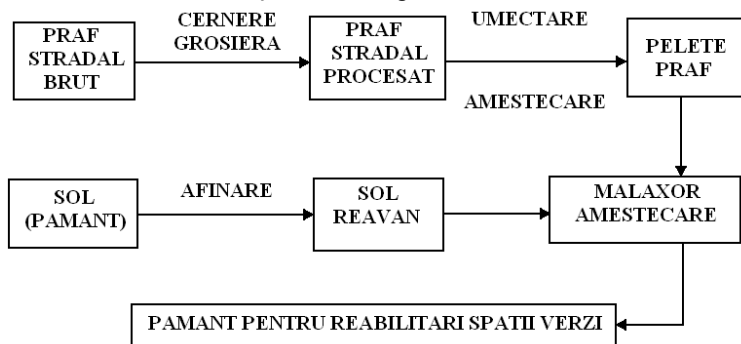 CERNERE
GROSIERA
UMECTARE
PRAF
STRADAL
BRUT
PRAF
STRADAL
PROCESAT
PELETE
PRAF
AMESTECARE
SOL
(PAMANT)
AFINARE
SOL
REAVAN
MALAXOR
AMESTECARE
PAMANT PENTRU REABILITARI SPATII VERZI